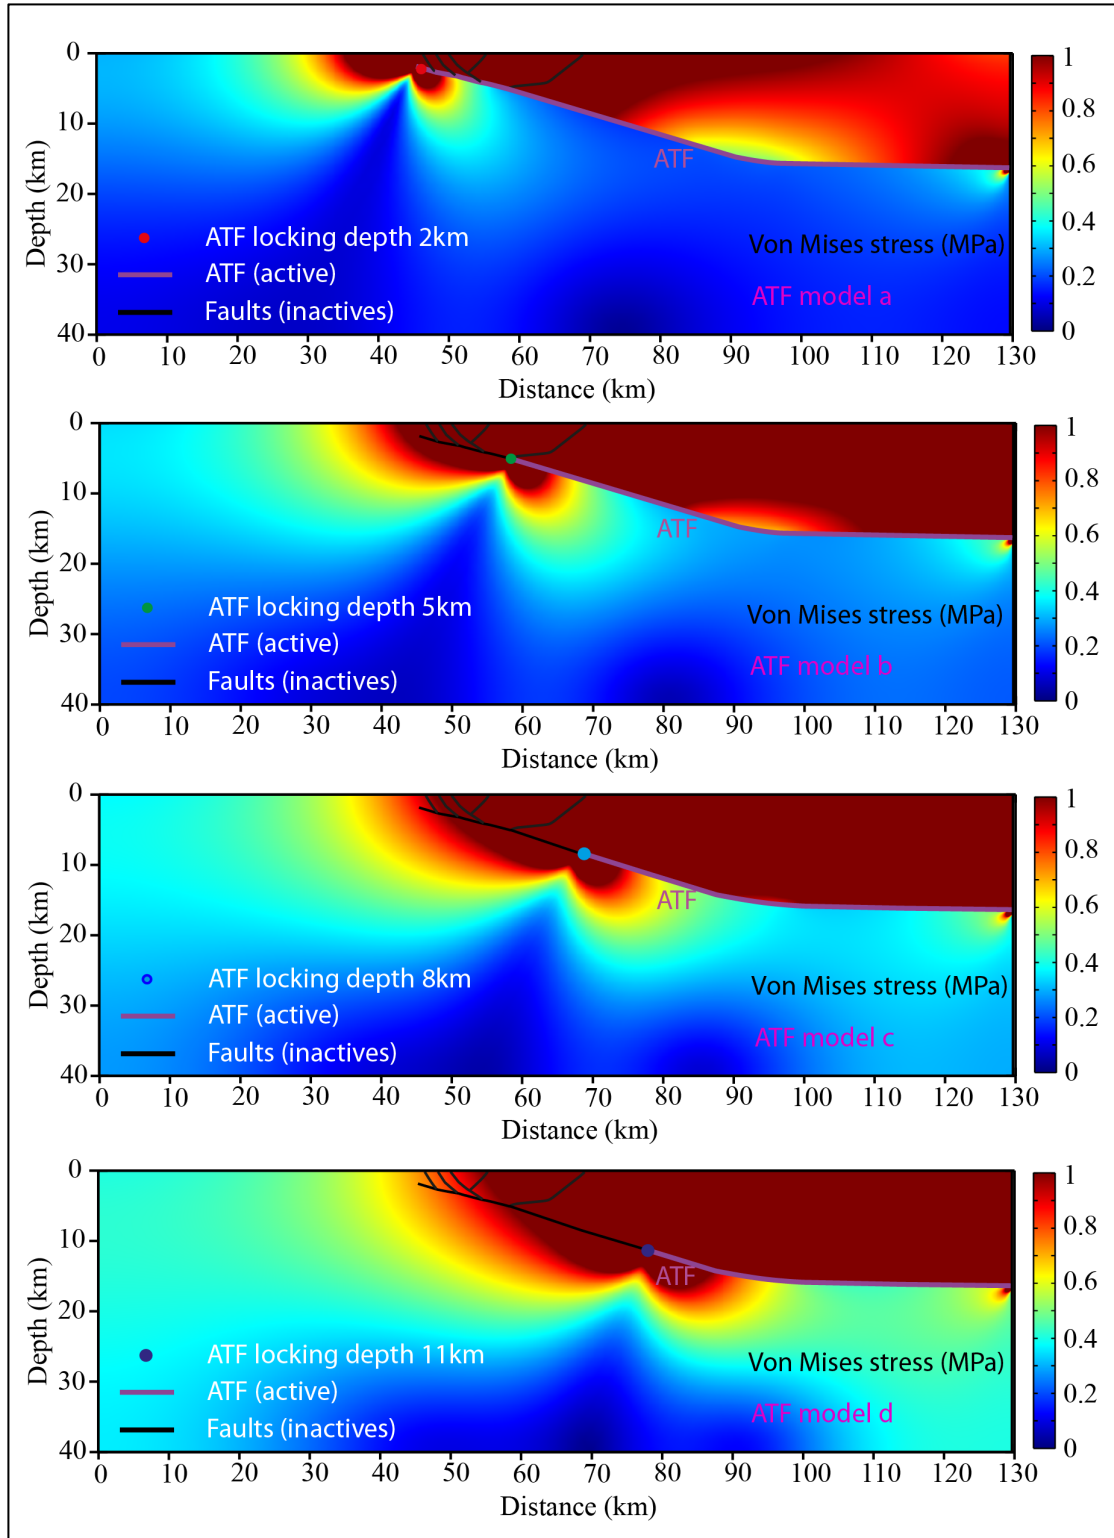 0
10
20
30
40
Depth (km)
ATF
ATF locking depth 2km
ATF (active)
Faults (inactives)
Von Mises stress (MPa)
ATF model a
1
0.8
0.6
0.4
0.2
0
0 10 20 30 40 50 60 70 80 90 100 110 120 130
Distance (km)
0
10
20
30
40
Depth (km)
ATF
ATF locking depth 5km
ATF (active)
Faults (inactives)
Von Mises stress (MPa)
ATF model b
1
0.8
0.6
0.4
0.2
0
0 10 20 30 40 50 60 70 80 90 100 110 120 130
Distance (km)
0
10
20
30
40
Depth (km)
ATF
ATF locking depth 8km
ATF (active)
Faults (inactives)
Von Mises stress (MPa)
ATF model c
1
0.8
0.6
0.4
0.2
0
0 10 20 30 40 50 60 70 80 90 100 110 120 130
Distance (km)
0
10
20
30
40
Depth (km)
ATF
ATF locking depth 11km
ATF (active)
Faults (inactives)
Von Mises stress (MPa)
ATF model d
1
0.8
0.6
0.4
0.2
0
0 10 20 30 40 50 60 70 80 90 100 110 120 130
Distance (km)